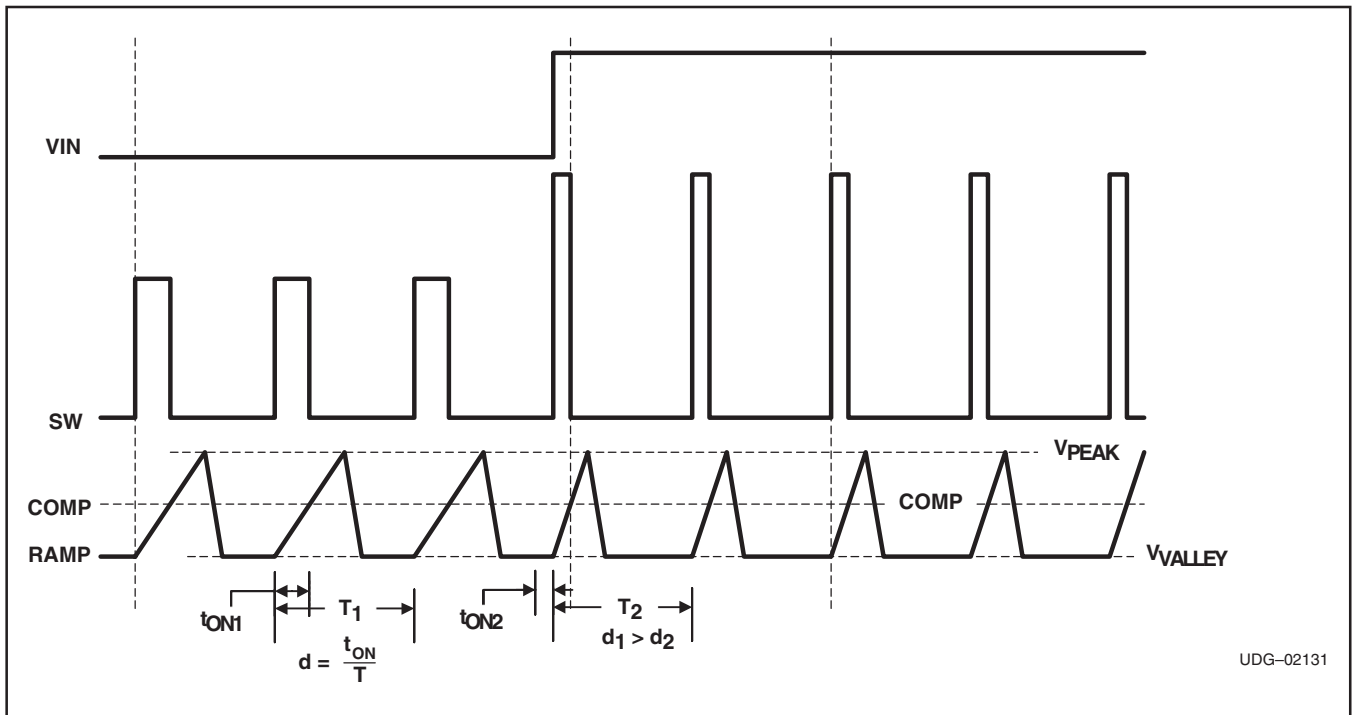 VIN
SW
VPEAK
COMP
COMP
RAMP
VVALLEY
tON1
T1
tON2
T2
d1 > d2
d = tON
T
UDG–02131